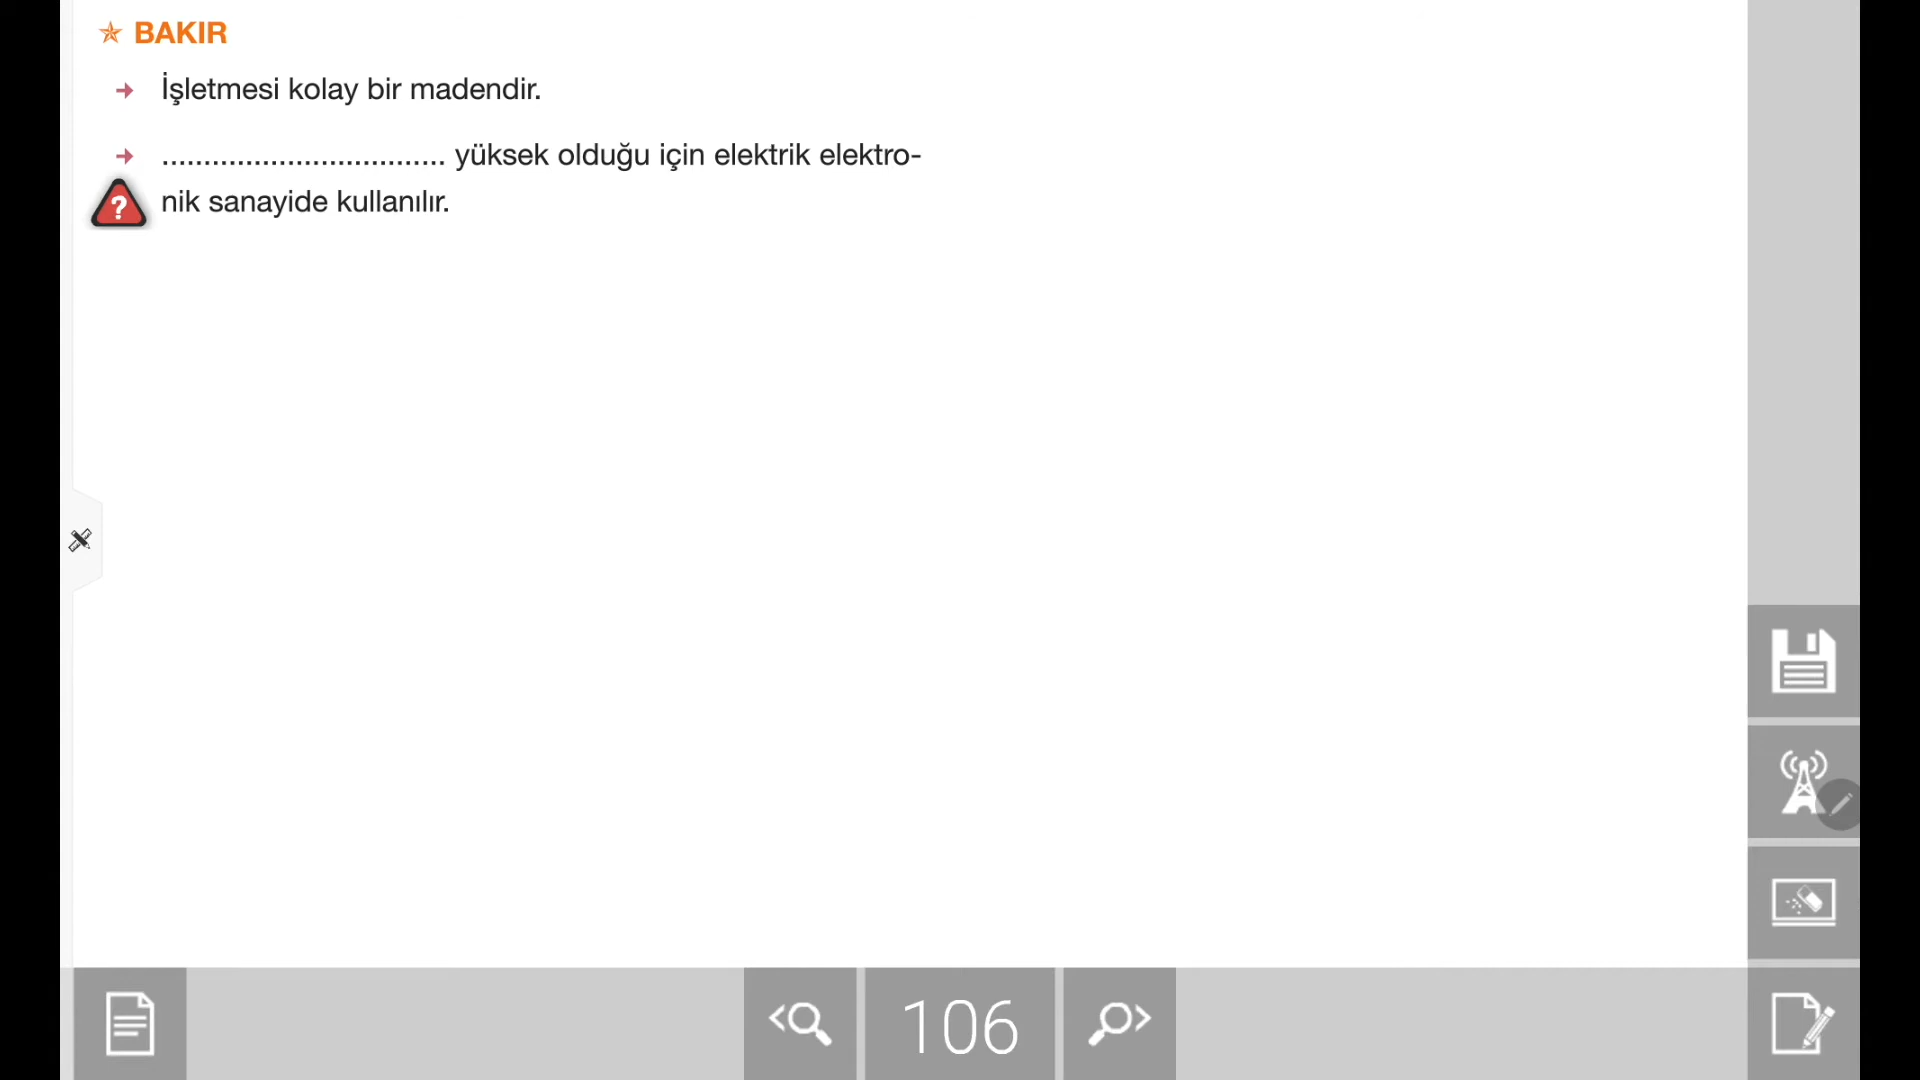 BAKIR
İşletmesi kolay bir madendir.
.................................. yüksek olduğu için elektrik elektro-
nik sanayide kullanılır.
?
106